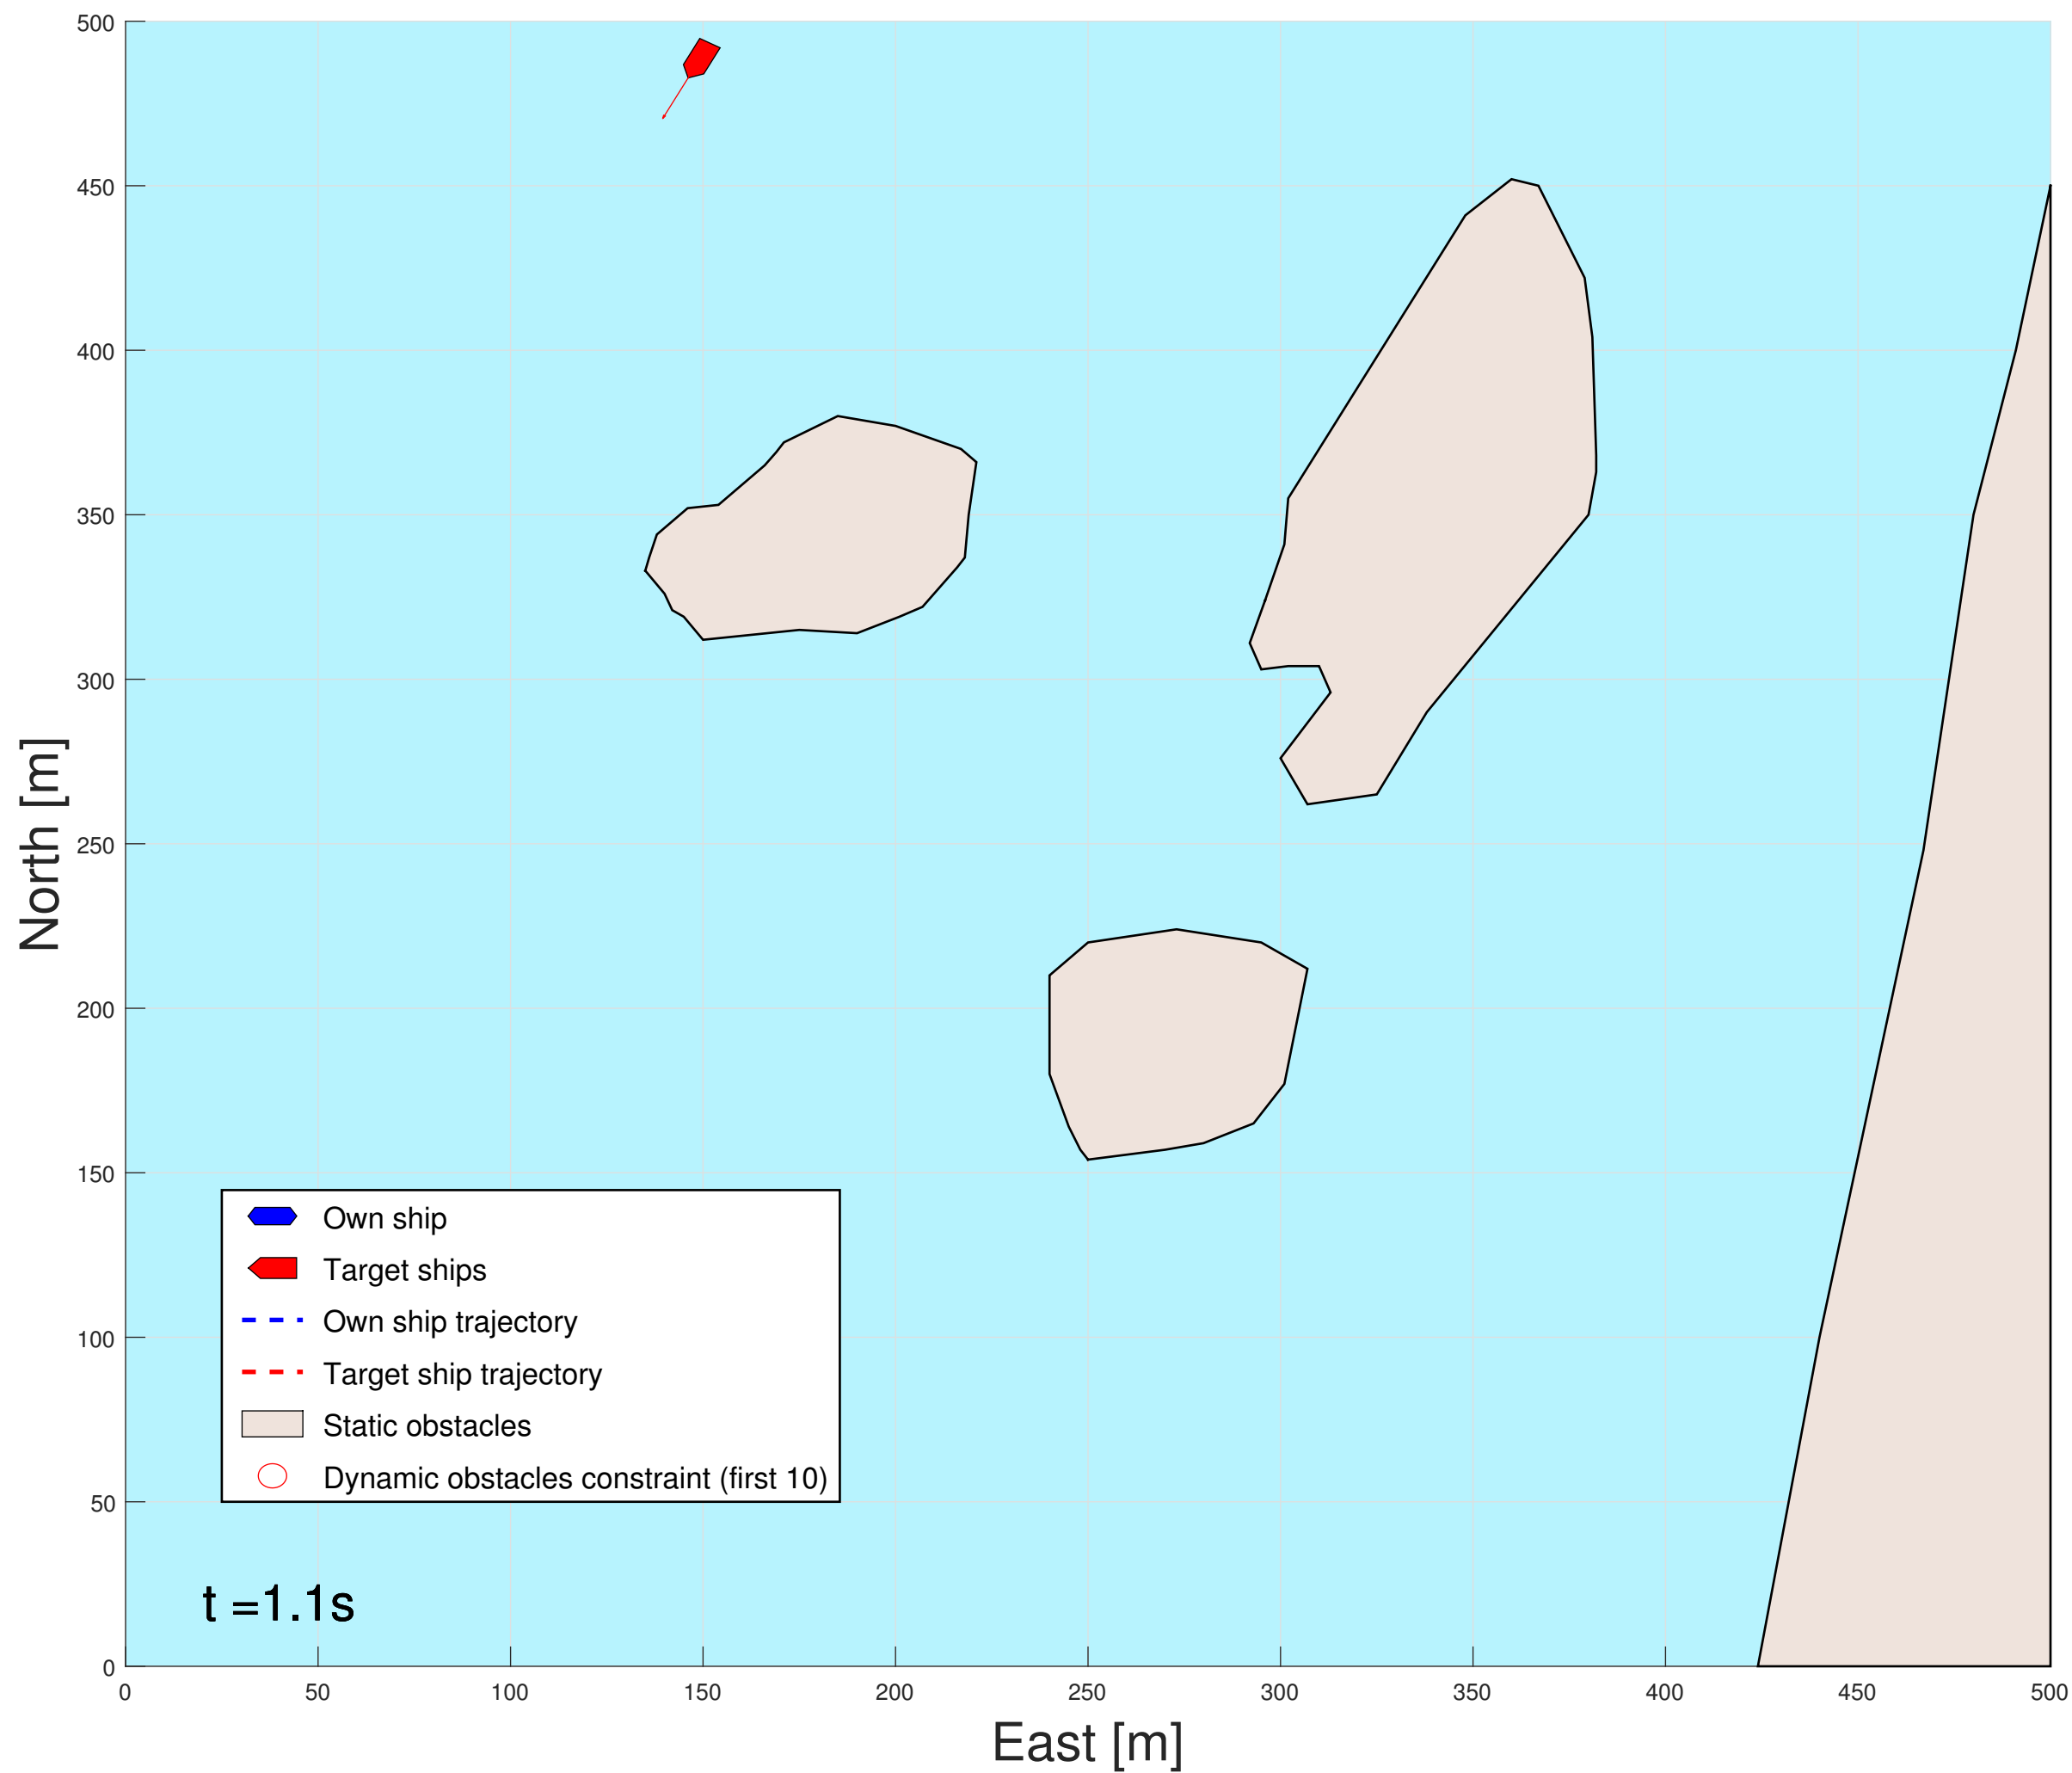 500
450
400
350
300
250
200
150
100
50
0
North [m]
Own ship
Target ships
Own ship trajectory
Target ship trajectory
Static obstacles
Dynamic obstacles constraint (first 10)
t =1.1s
0 50 100 150 200 250 300 350 400 450 500
East [m]